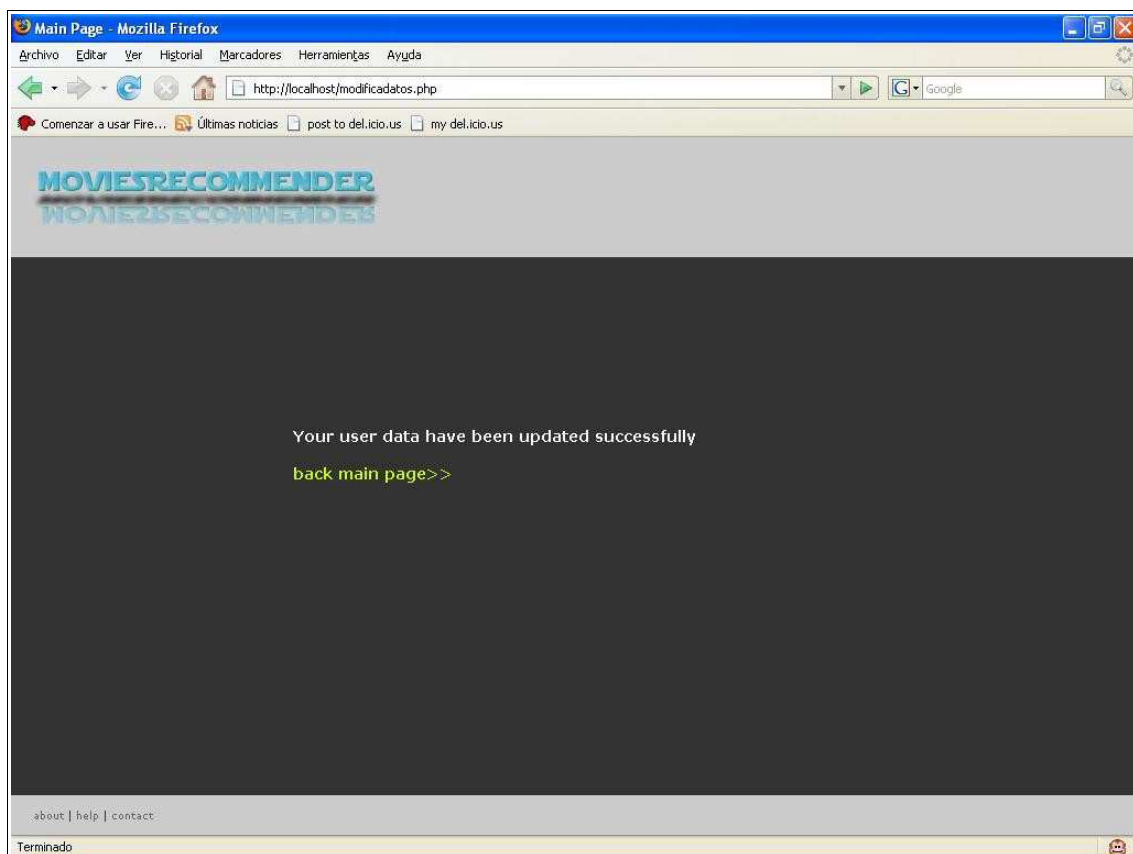 Main Page - Mozilla Firefox
Archivo Editar Ver Historial Marcadores Herramientas Ayuda
http://localhost/modificadatos.php
G Google
Comenzar a usar Fire... Últimas noticias post to del.icio.us my del.icio.us
MOVIESRECOMMENDER
Your user data have been updated successfully
back main page>>
about | help | contact
Terminado